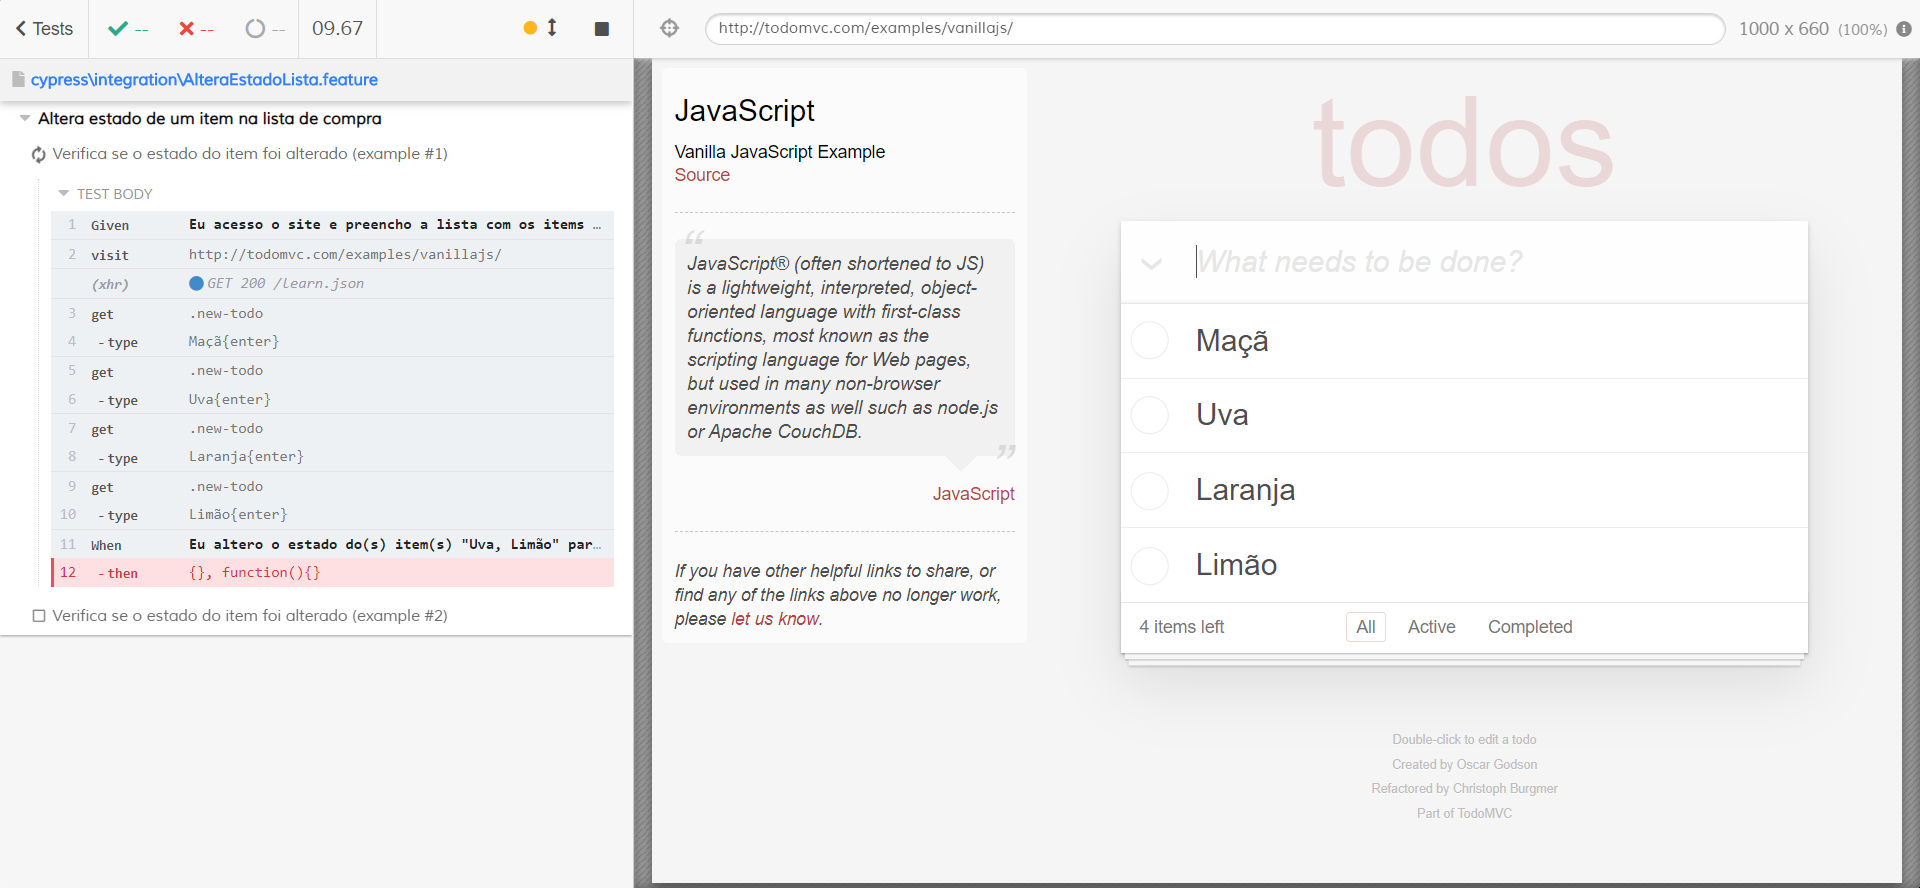 Tests
--
--
--
09.67
http://todomvc.com/examples/vanillajs/
1000 x 660 (100%)
cypress\integration\AlteraEstadoLista.feature
Altera estado de um item na lista de compra
Verifica se o estado do item foi alterado (example #1)
TEST BODY
1 Given Eu acesso o site e preencho a lista com os items …
2 visit http://todomvc.com/examples/vanillajs/
(xhr) GET 200 /learn.json
3 get .new-todo
4 -type Maçã{enter}
5 get .new-todo
6 -type Uva{enter}
7 get .new-todo
8 -type Laranja{enter}
9 get .new-todo
10 -type Limão{enter}
11 When Eu altero o estado do(s) item(s) "Uva, Limão" par…
12 -then {}, function(){}
Verifica se o estado do item foi alterado (example #2)
JavaScript
Vanilla JavaScript Example
Source
“
JavaScript® (often shortened to JS)
is a lightweight, interpreted, object-
oriented language with first-class
functions, most known as the
scripting language for Web pages,
but used in many non-browser
environments as well such as node.js
or Apache CouchDB.
”
JavaScript
If you have other helpful links to share, or
find any of the links above no longer work,
please let us know.
todos
What needs to be done?
Maçã
Uva
Laranja
Limão
4 items left All Active Completed
Double-click to edit a todo
Created by Oscar Godson
Refactored by Christoph Burgmer
Part of TodoMVC